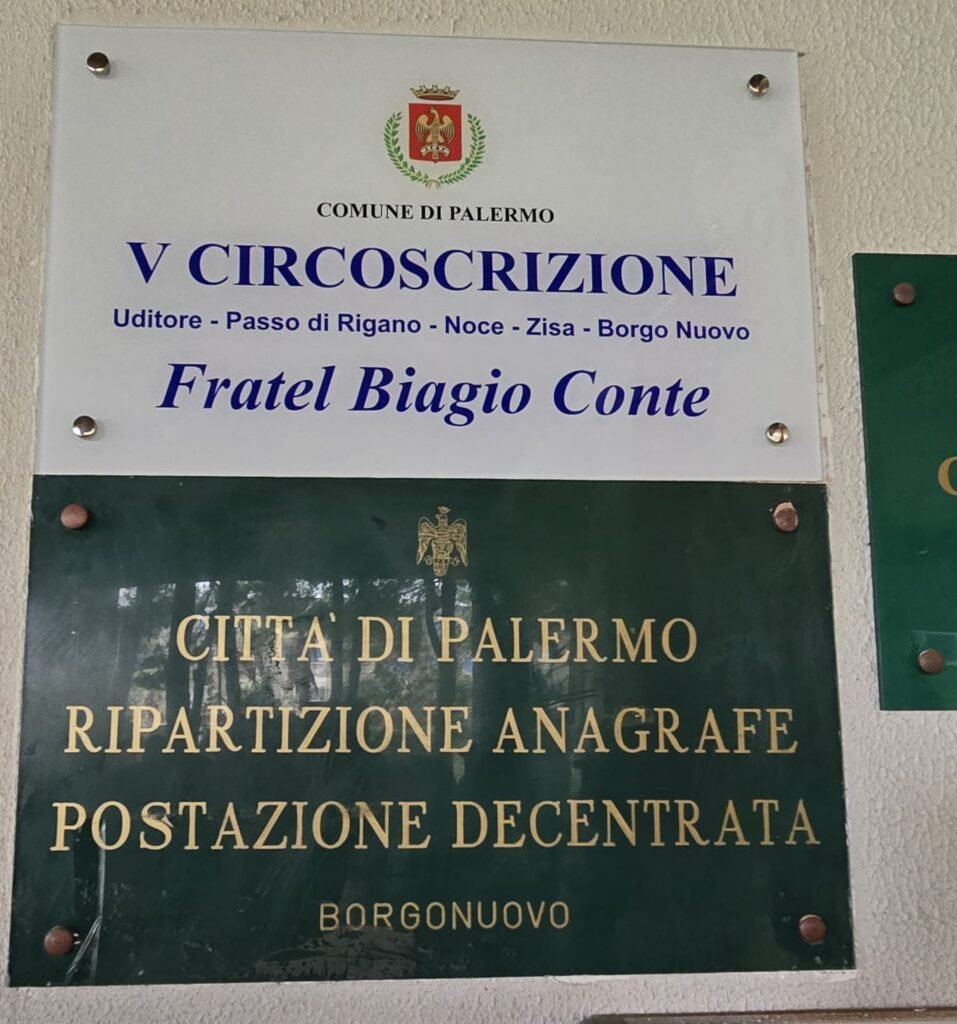 COMUNE DI PALERMO
V CIRCOSCRIZIONE
Uditore - Passo di Rigano - Noce - Zisa - Borgo Nuovo
Fratel Biagio Conte
CITTA' DI PALERMO
RIPARTIZIONE ANAGRAFE
POSTAZIONE DECENTRATA
BORGONUOVO